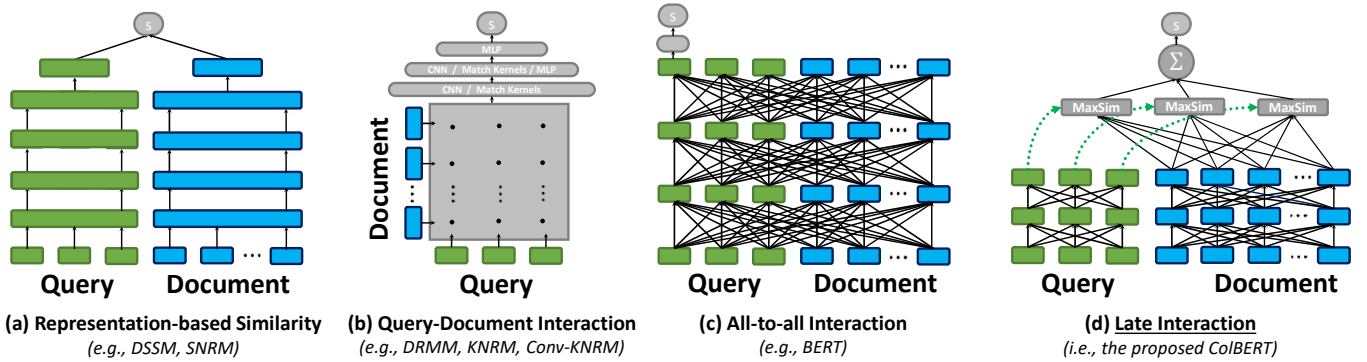 s
Query
Document
(a) Representation-based Similarity
(e.g., DSSM, SNRM)
s
MLP
CNN / Match Kernels / MLP
CNN / Match Kernels
Document
Query
(b) Query-Document Interaction
(e.g., DRMM, KNRM, Conv-KNRM)
s
Query
Document
(c) All-to-all Interaction
(e.g., BERT)
s
Σ
MaxSim
MaxSim
MaxSim
Query
Document
(d) Late Interaction
(i.e., the proposed ColBERT)